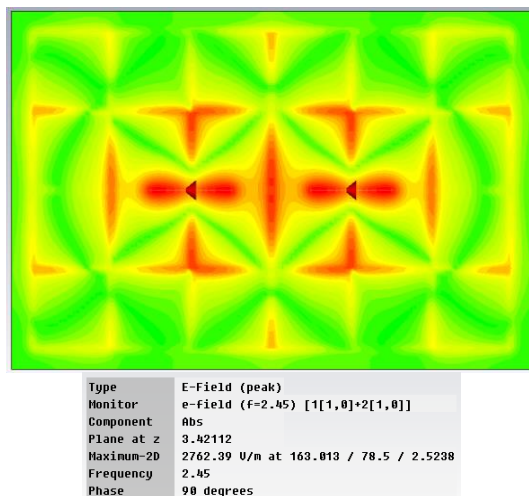 Type E-Field (peak)
Monitor e-field (f=2.45) [1[1,0]+2[1,0]]
Component Abs
Plane at z 3.42112
Maximum-2D 2762.39 V/m at 163.013 / 78.5 / 2.5238
Frequency 2.45
Phase 90 degrees